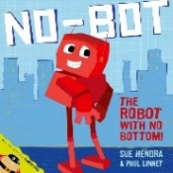 NO-BOT
THE ROBOT
WITH NO
BOTTOM!
SUE HENDRA
& PAUL LINNET